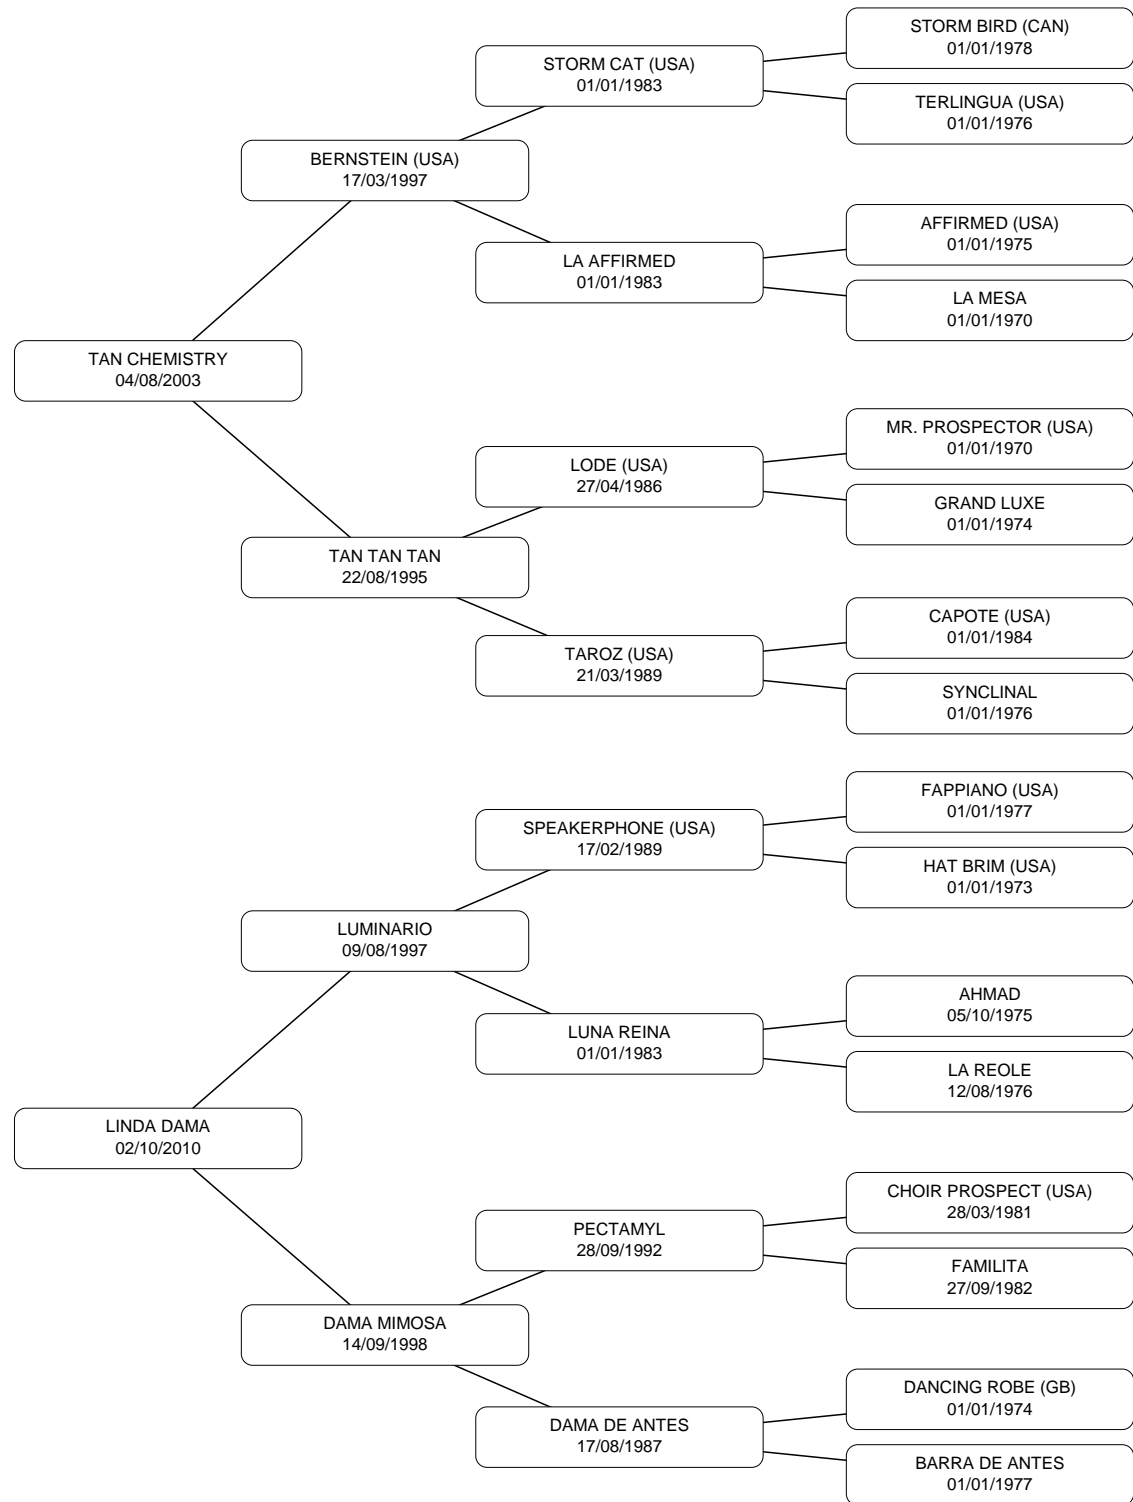 STORM BIRD (CAN)
01/01/1978
STORM CAT (USA)
01/01/1983
TERLINGUA (USA)
01/01/1976
BERNSTEIN (USA)
17/03/1997
AFFIRMED (USA)
01/01/1975
LA AFFIRMED
01/01/1983
LA MESA
01/01/1970
TAN CHEMISTRY
04/08/2003
MR. PROSPECTOR (USA)
01/01/1970
LODE (USA)
27/04/1986
GRAND LUXE
01/01/1974
TAN TAN TAN
22/08/1995
CAPOTE (USA)
01/01/1984
TAROZ (USA)
21/03/1989
SYNCLINAL
01/01/1976
FAPPIANO (USA)
01/01/1977
SPEAKERPHONE (USA)
17/02/1989
HAT BRIM (USA)
01/01/1973
LUMINARIO
09/08/1997
AHMAD
05/10/1975
LUNA REINA
01/01/1983
LA REOLE
12/08/1976
LINDA DAMA
02/10/2010
CHOIR PROSPECT (USA)
28/03/1981
PECTAMYL
28/09/1992
FAMILITA
27/09/1982
DAMA MIMOSA
14/09/1998
DANCING ROBE (GB)
01/01/1974
DAMA DE ANTES
17/08/1987
BARRA DE ANTES
01/01/1977